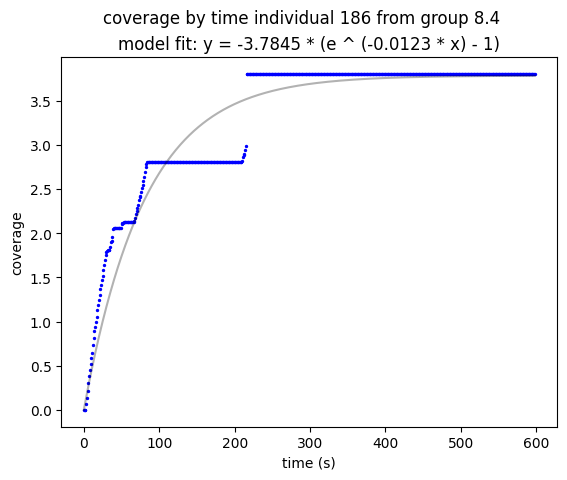 coverage by time individual 186 from group 8.4
model fit: y = -3.7845 * (e ^ (-0.0123 * x) - 1)
3.5
3.0
2.5
2.0
1.5
1.0
0.5
0.0
coverage
0 100 200 300 400 500 600
time (s)